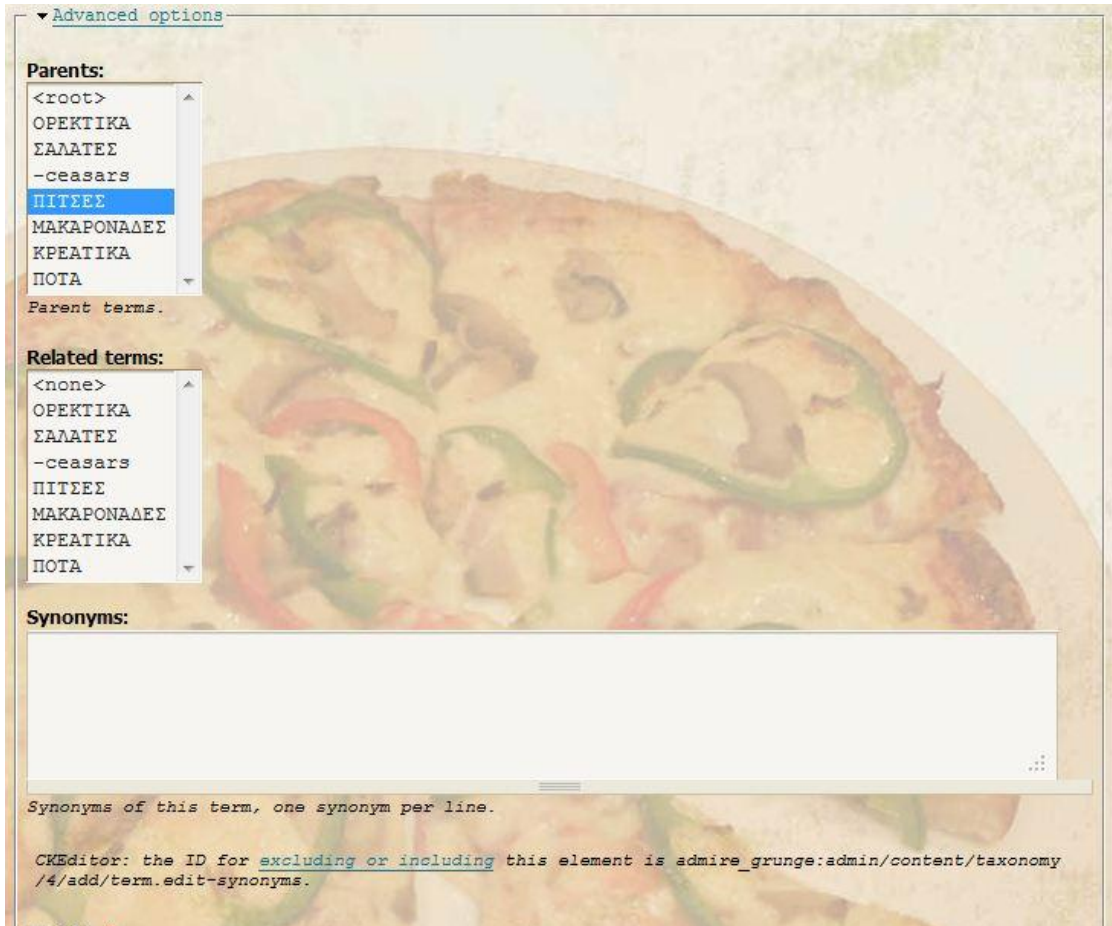 Advanced options
Parents:
<root>
ΟΡΕΚΤΙΚΑ
ΣΑΛΑΤΕΣ
-ceasars
ΠΙΤΣΕΣ
ΜΑΚΑΡΟΝΑΔΕΣ
ΚΡΕΑΤΙΚΑ
ΠΟΤΑ
Parent terms.
Related terms:
<none>
ΟΡΕΚΤΙΚΑ
ΣΑΛΑΤΕΣ
-ceasars
ΠΙΤΣΕΣ
ΜΑΚΑΡΟΝΑΔΕΣ
ΚΡΕΑΤΙΚΑ
ΠΟΤΑ
Synonyms:
Synonyms of this term, one synonym per line.
CKEditor: the ID for excluding or including this element is admire_grunge:admin/content/taxonomy
/4/add/term.edit-synonyms.